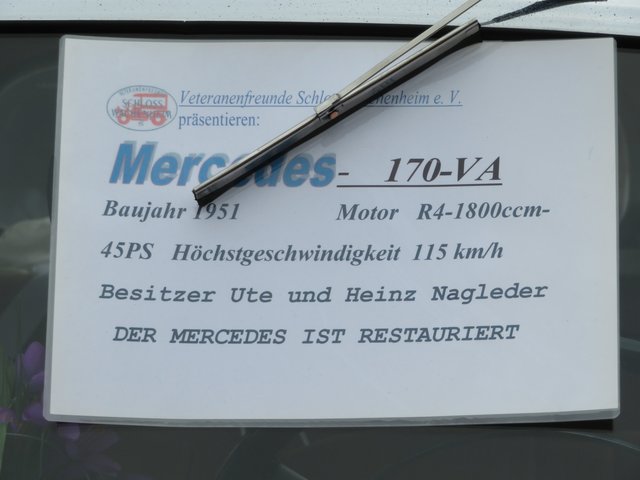 SCHLOSS
Veteranenfreunde e. V.
präsentieren:
Mercedes- 170-VA
Baujahr 1951 Motor R4-1800ccm-
45PS Höchstgeschwindigkeit 115 km/h
Besitzer Ute und Heinz Nagleder
DER MERCEDES IST RESTAURIERT